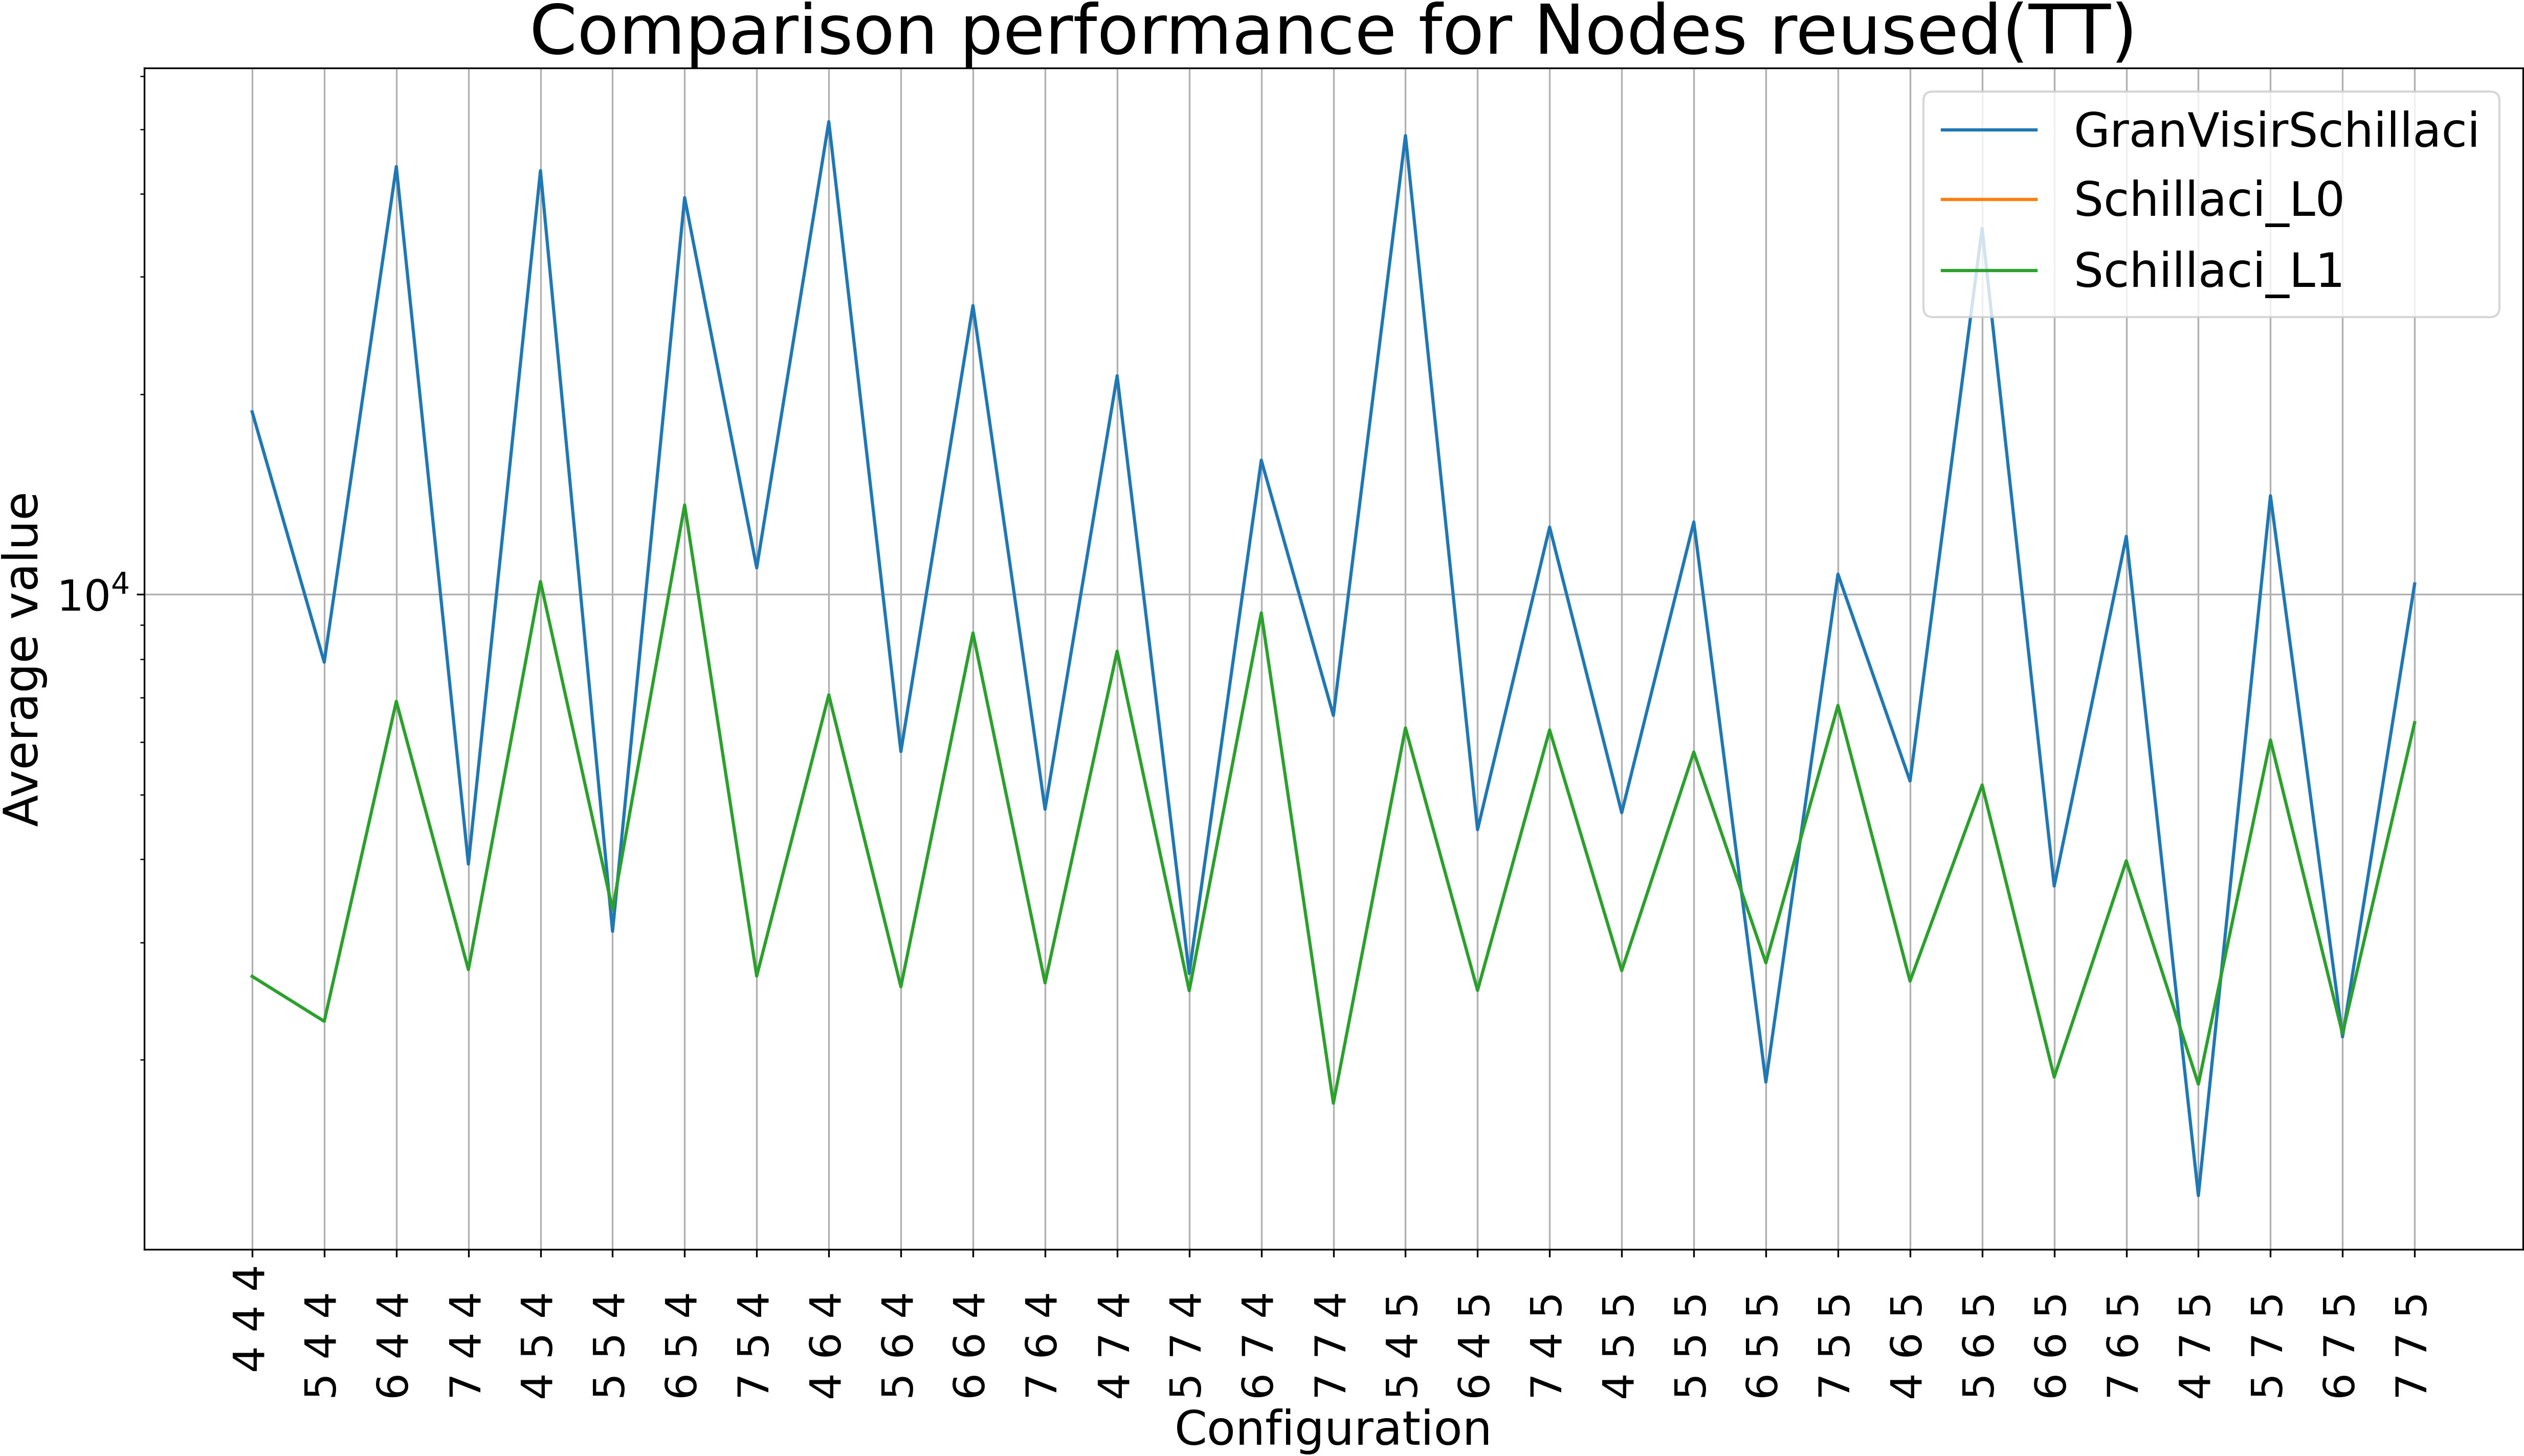 Comparison performance for Nodes reused(TT)
GranVisirSchillaci
Schillaci_L0
Schillaci_L1
Average value
10⁴
4 4 4
5 4 4
6 4 4
7 4 4
4 5 4
5 5 4
6 5 4
7 5 4
4 6 4
5 6 4
6 6 4
7 6 4
4 7 4
5 7 4
6 7 4
7 7 4
5 4 5
6 4 5
7 4 5
4 5 5
5 5 5
6 5 5
7 5 5
4 6 5
5 6 5
6 6 5
7 6 5
4 7 5
5 7 5
6 7 5
7 7 5
Configuration